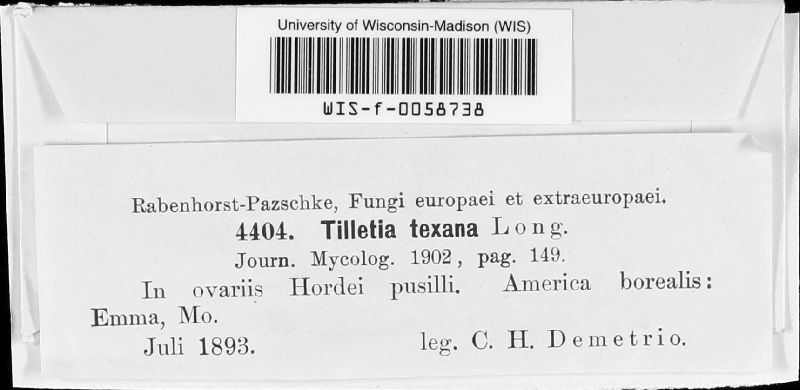 University of Wisconsin-Madison (WIS)
WIS-f-0058738
Rabenhorst-Pazschke, Fungi europaei et extraeuropaei.
4404. Tilletia texana Long.
Journ. Mycolog. 1902, pag. 149.
In ovariis Hordei pusilli. America borealis:
Emma, Mo.
Juli 1893. leg. C. H. Demetrio.